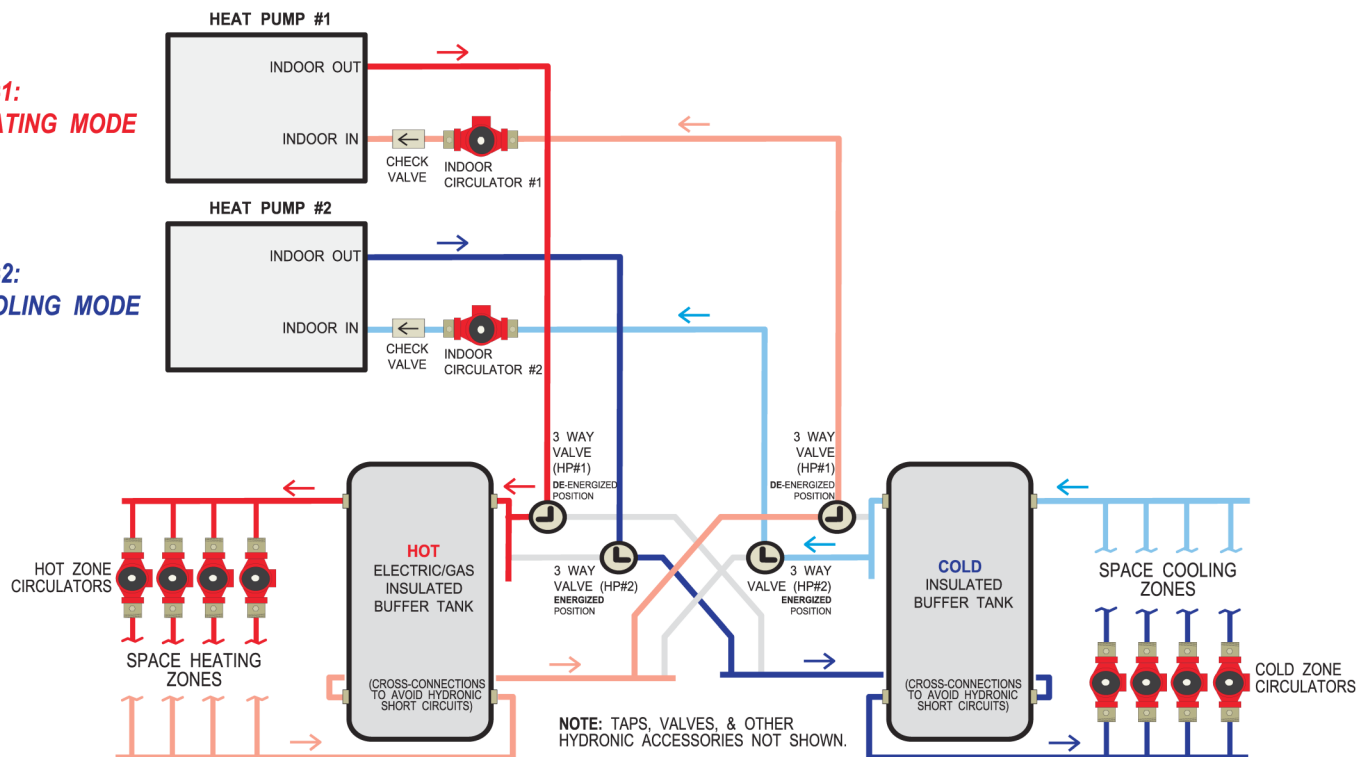 HEAT PUMP #1
INDOOR OUT
INDOOR IN
CHECK
VALVE
INDOOR
CIRCULATOR #1
1:
ATING MODE
HEAT PUMP #2
INDOOR OUT
INDOOR IN
CHECK
VALVE
INDOOR
CIRCULATOR #2
2:
OLING MODE
3 WAY
VALVE
(HP#1)
DE-ENERGIZED
POSITION
3 WAY
VALVE
(HP#1)
DE-ENERGIZED
POSITION
HOT ZONE
CIRCULATORS
SPACE HEATING
ZONES
HOT
ELECTRIC/GAS
INSULATED
BUFFER TANK
(CROSS-CONNECTIONS
TO AVOID HYDRONIC
SHORT CIRCUITS)
3 WAY
VALVE (HP#2)
ENERGIZED
POSITION
3 WAY
VALVE (HP#2)
ENERGIZED
POSITION
COLD
INSULATED
BUFFER TANK
(CROSS-CONNECTIONS
TO AVOID HYDRONIC
SHORT CIRCUITS)
SPACE COOLING
ZONES
COLD ZONE
CIRCULATORS
NOTE: TAPS, VALVES, & OTHER
HYDRONIC ACCESSORIES NOT SHOWN.